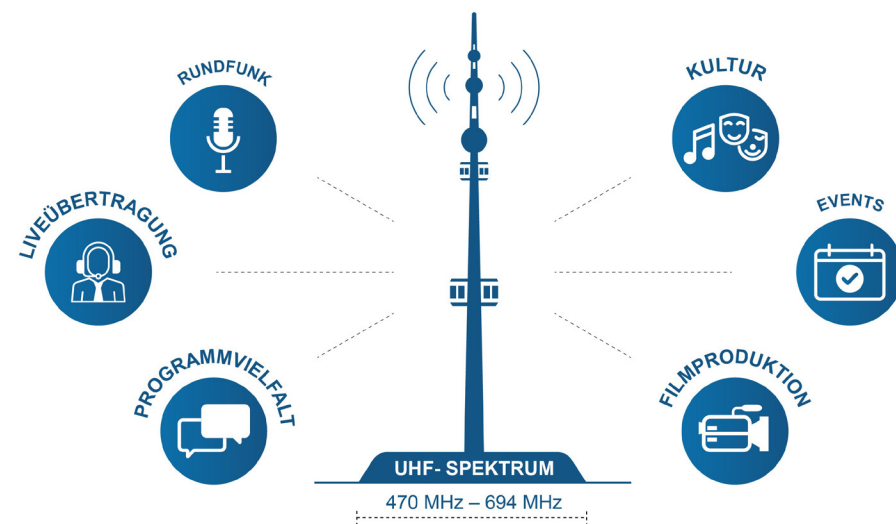 RUNDFUNK
KULTUR
LIVEÜBERTRAGUNG
EVENTS
PROGRAMMVIELFALT
FILMPRODUKTION
UHF- SPEKTRUM
470 MHz – 694 MHz